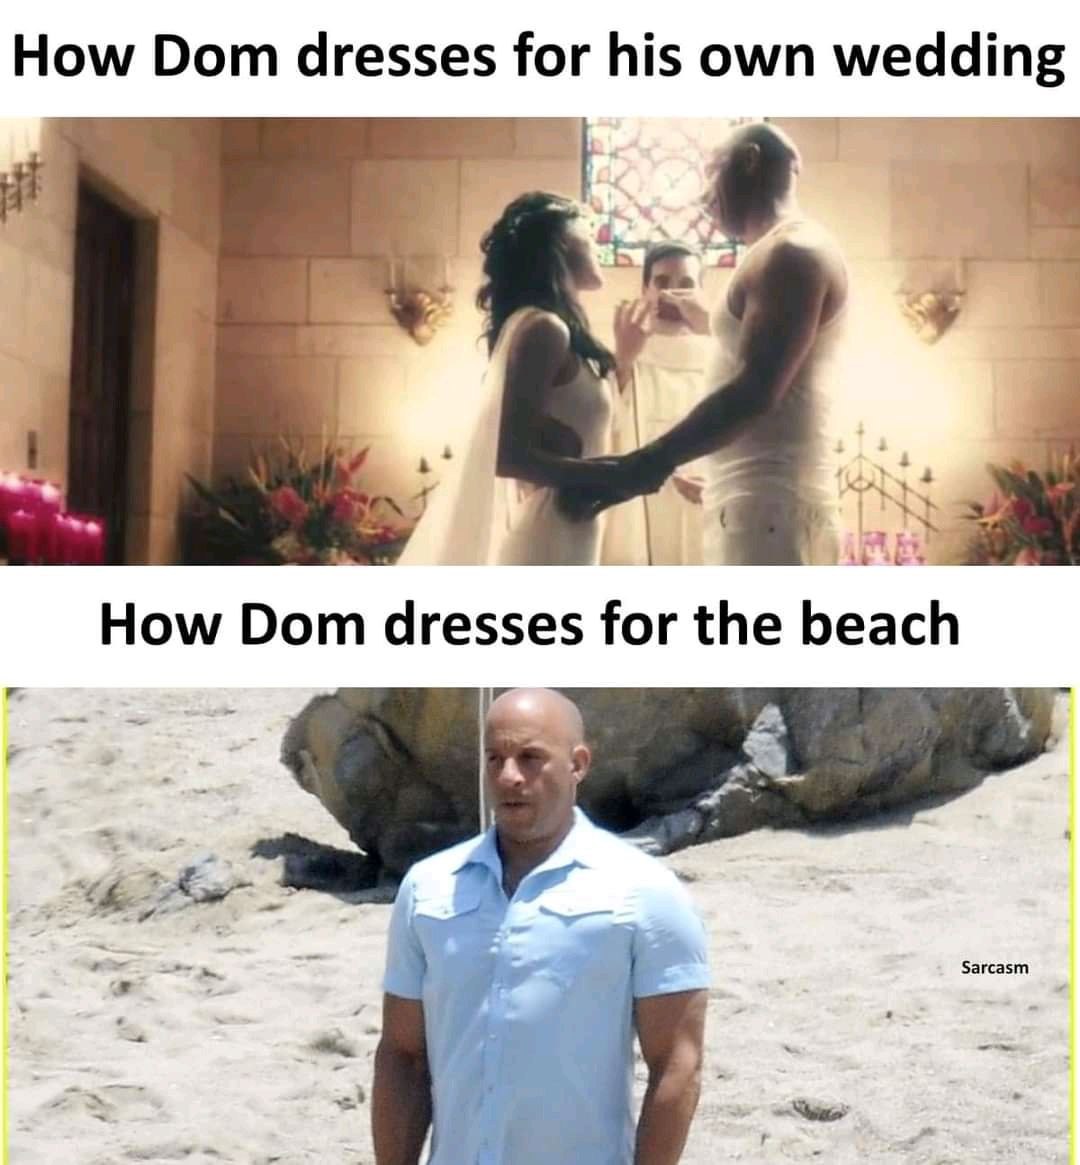 How Dom dresses for his own wedding
How Dom dresses for the beach
Sarcasm